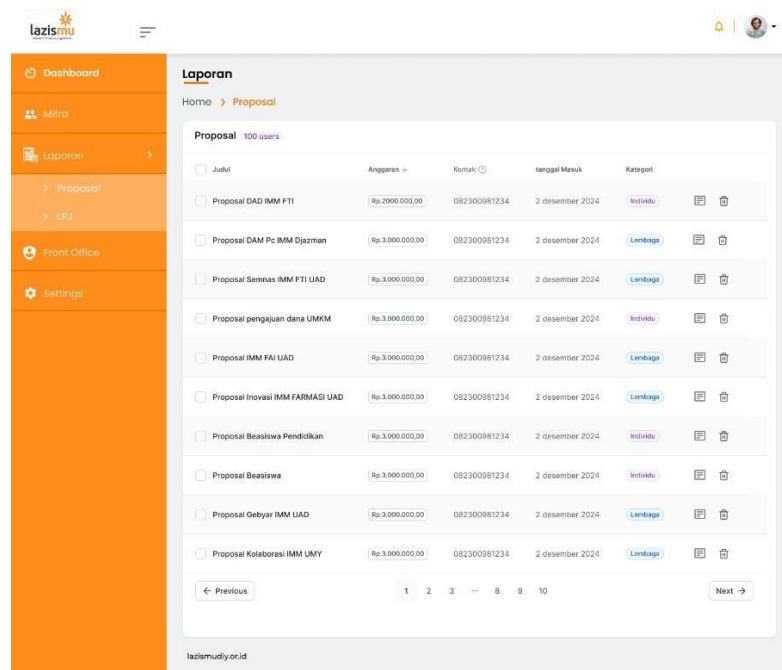 lazismu
Dashboard
Mitra
Laporan
Proposal
LPJ
Front Office
Settings
Laporan
Home > Proposal
Proposal 100 users
Judul Anggaran Kontak tanggal Masuk Kategori
Proposal DAD IMM FTI Rp.2000.000,00 082300981234 2 desember 2024 Individu
Proposal DAM Pc IMM Djazman Rp.3.000.000,00 082300981234 2 desember 2024 Lembaga
Proposal Semnas IMM FTI UAD Rp.3.000.000,00 082300981234 2 desember 2024 Lembaga
Proposal pengajuan dana UMKM Rp.3.000.000,00 082300981234 2 desember 2024 Individu
Proposal IMM FAI UAD Rp.3.000.000,00 082300981234 2 desember 2024 Lembaga
Proposal Inovasi IMM FARMASI UAD Rp.3.000.000,00 082300981234 2 desember 2024 Lembaga
Proposal Beasiswa Pendidikan Rp.3.000.000,00 082300981234 2 desember 2024 Individu
Proposal Beasiswa Rp.3.000.000,00 082300981234 2 desember 2024 Individu
Proposal Gebyar IMM UAD Rp.3.000.000,00 082300981234 2 desember 2024 Lembaga
Proposal Kolaborasi IMM UMY Rp.3.000.000,00 082300981234 2 desember 2024 Lembaga
← Previous 1 2 3 ... 8 9 10 Next →
lazismudiy.or.id